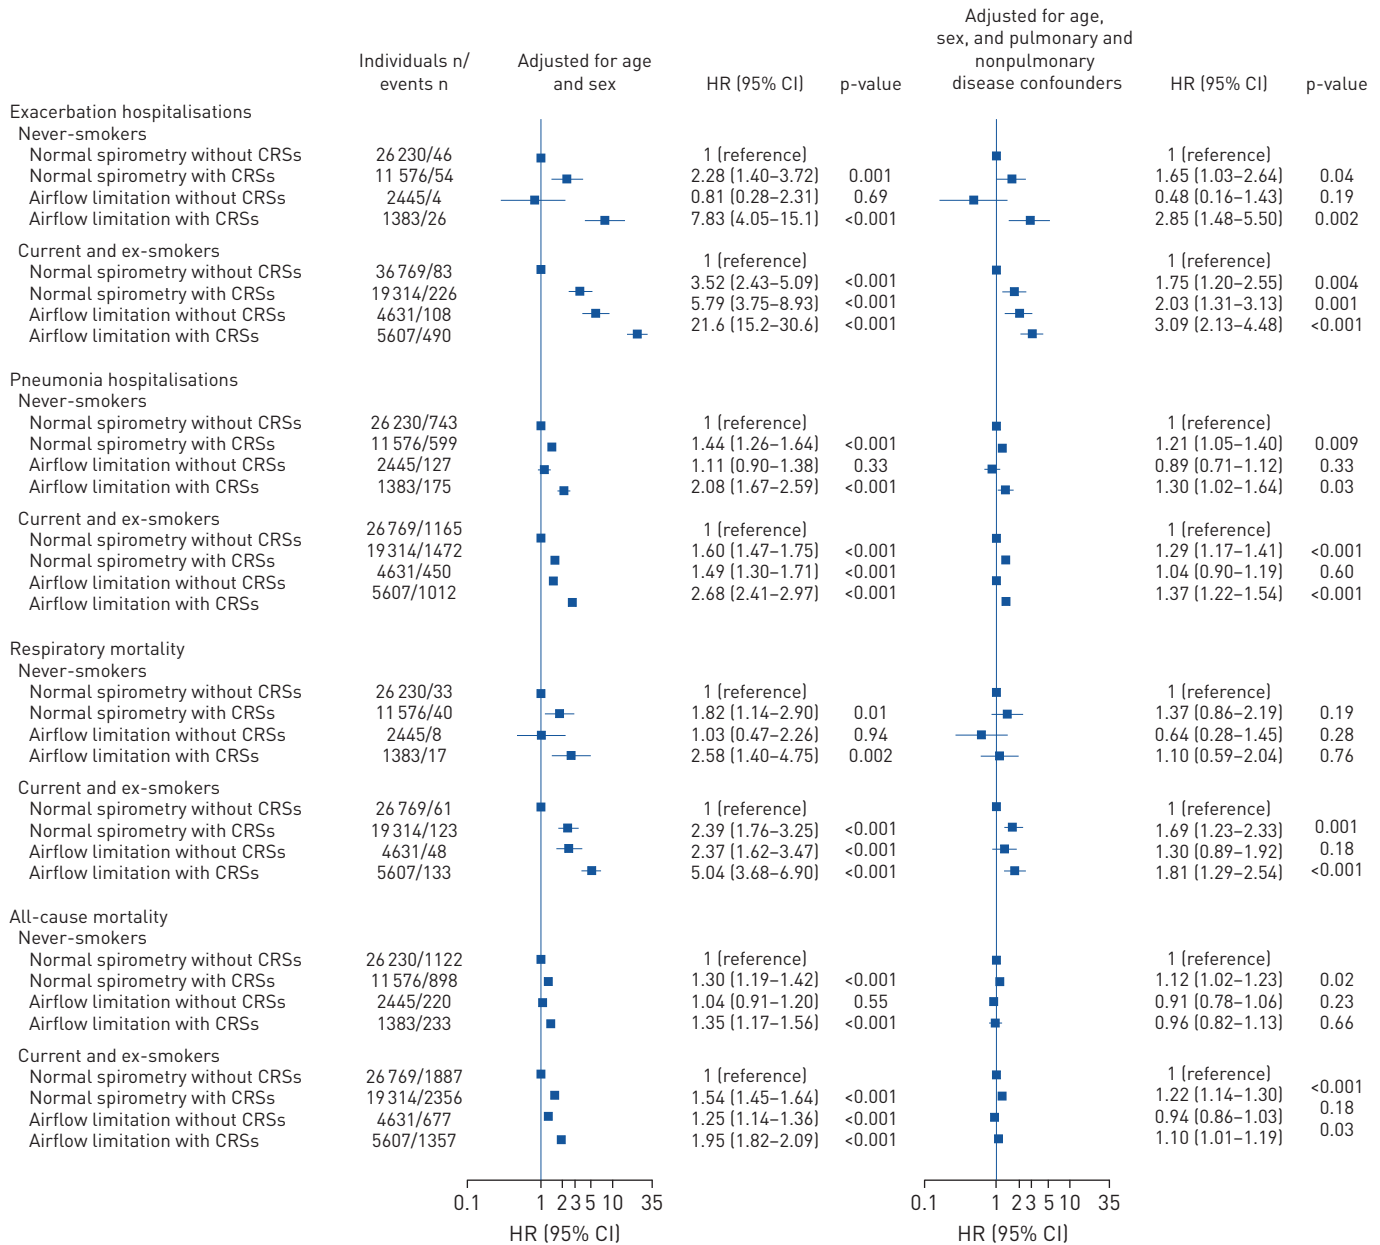 Individuals n/ events n	Adjusted for age and sex	HR (95% CI)	p-value	Adjusted for age, sex, and pulmonary and nonpulmonary disease confounders	HR (95% CI)	p-value
Exacerbation hospitalisations
Never-smokers
Normal spirometry without CRSs	26 230/46	1 (reference)	1 (reference)
Normal spirometry with CRSs	11 576/54	2.28 (1.40–3.72)	0.001	1.65 (1.03–2.64)	0.04
Airflow limitation without CRSs	2445/4	0.81 (0.28–2.31)	0.69	0.48 (0.16–1.43)	0.19
Airflow limitation with CRSs	1383/26	7.83 (4.05–15.1)	<0.001	2.85 (1.48–5.50)	0.002
Current and ex-smokers
Normal spirometry without CRSs	36 769/83	1 (reference)	1 (reference)
Normal spirometry with CRSs	19 314/226	3.52 (2.43–5.09)	<0.001	1.75 (1.20–2.55)	0.004
Airflow limitation without CRSs	4631/108	5.79 (3.75–8.93)	<0.001	2.03 (1.31–3.13)	0.001
Airflow limitation with CRSs	5607/490	21.6 (15.2–30.6)	<0.001	3.09 (2.13–4.48)	<0.001
Pneumonia hospitalisations
Never-smokers
Normal spirometry without CRSs	26 230/743	1 (reference)	1 (reference)
Normal spirometry with CRSs	11 576/599	1.44 (1.26–1.64)	<0.001	1.21 (1.05–1.40)	0.009
Airflow limitation without CRSs	2445/127	1.11 (0.90–1.38)	0.33	0.89 (0.71–1.12)	0.33
Airflow limitation with CRSs	1383/175	2.08 (1.67–2.59)	<0.001	1.30 (1.02–1.64)	0.03
Current and ex-smokers
Normal spirometry without CRSs	26 769/1165	1 (reference)	1 (reference)
Normal spirometry with CRSs	19 314/1472	1.60 (1.47–1.75)	<0.001	1.29 (1.17–1.41)	<0.001
Airflow limitation without CRSs	4631/450	1.49 (1.30–1.71)	<0.001	1.04 (0.90–1.19)	0.60
Airflow limitation with CRSs	5607/1012	2.68 (2.41–2.97)	<0.001	1.37 (1.22–1.54)	<0.001
Respiratory mortality
Never-smokers
Normal spirometry without CRSs	26 230/33	1 (reference)	1 (reference)
Normal spirometry with CRSs	11 576/40	1.82 (1.14–2.90)	0.01	1.37 (0.86–2.19)	0.19
Airflow limitation without CRSs	2445/8	1.03 (0.47–2.26)	0.94	0.64 (0.28–1.45)	0.28
Airflow limitation with CRSs	1383/17	2.58 (1.40–4.75)	0.002	1.10 (0.59–2.04)	0.76
Current and ex-smokers
Normal spirometry without CRSs	26 769/61	1 (reference)	1 (reference)
Normal spirometry with CRSs	19 314/123	2.39 (1.76–3.25)	<0.001	1.69 (1.23–2.33)	0.001
Airflow limitation without CRSs	4631/48	2.37 (1.62–3.47)	<0.001	1.30 (0.89–1.92)	0.18
Airflow limitation with CRSs	5607/133	5.04 (3.68–6.90)	<0.001	1.81 (1.29–2.54)	<0.001
All-cause mortality
Never-smokers
Normal spirometry without CRSs	26 230/1122	1 (reference)	1 (reference)
Normal spirometry with CRSs	11 576/898	1.30 (1.19–1.42)	<0.001	1.12 (1.02–1.23)	0.02
Airflow limitation without CRSs	2445/220	1.04 (0.91–1.20)	0.55	0.91 (0.78–1.06)	0.23
Airflow limitation with CRSs	1383/233	1.35 (1.17–1.56)	<0.001	0.96 (0.82–1.13)	0.66
Current and ex-smokers
Normal spirometry without CRSs	26 769/1887	1 (reference)	1 (reference)
Normal spirometry with CRSs	19 314/2356	1.54 (1.45–1.64)	<0.001	1.22 (1.14–1.30)	<0.001
Airflow limitation without CRSs	4631/677	1.25 (1.14–1.36)	<0.001	0.94 (0.86–1.03)	0.18
Airflow limitation with CRSs	5607/1357	1.95 (1.82–2.09)	<0.001	1.10 (1.01–1.19)	0.03
0.1	1	2	3	5	10	35	0.1	1	2	3	5	10	35
HR (95% CI)	HR (95% CI)